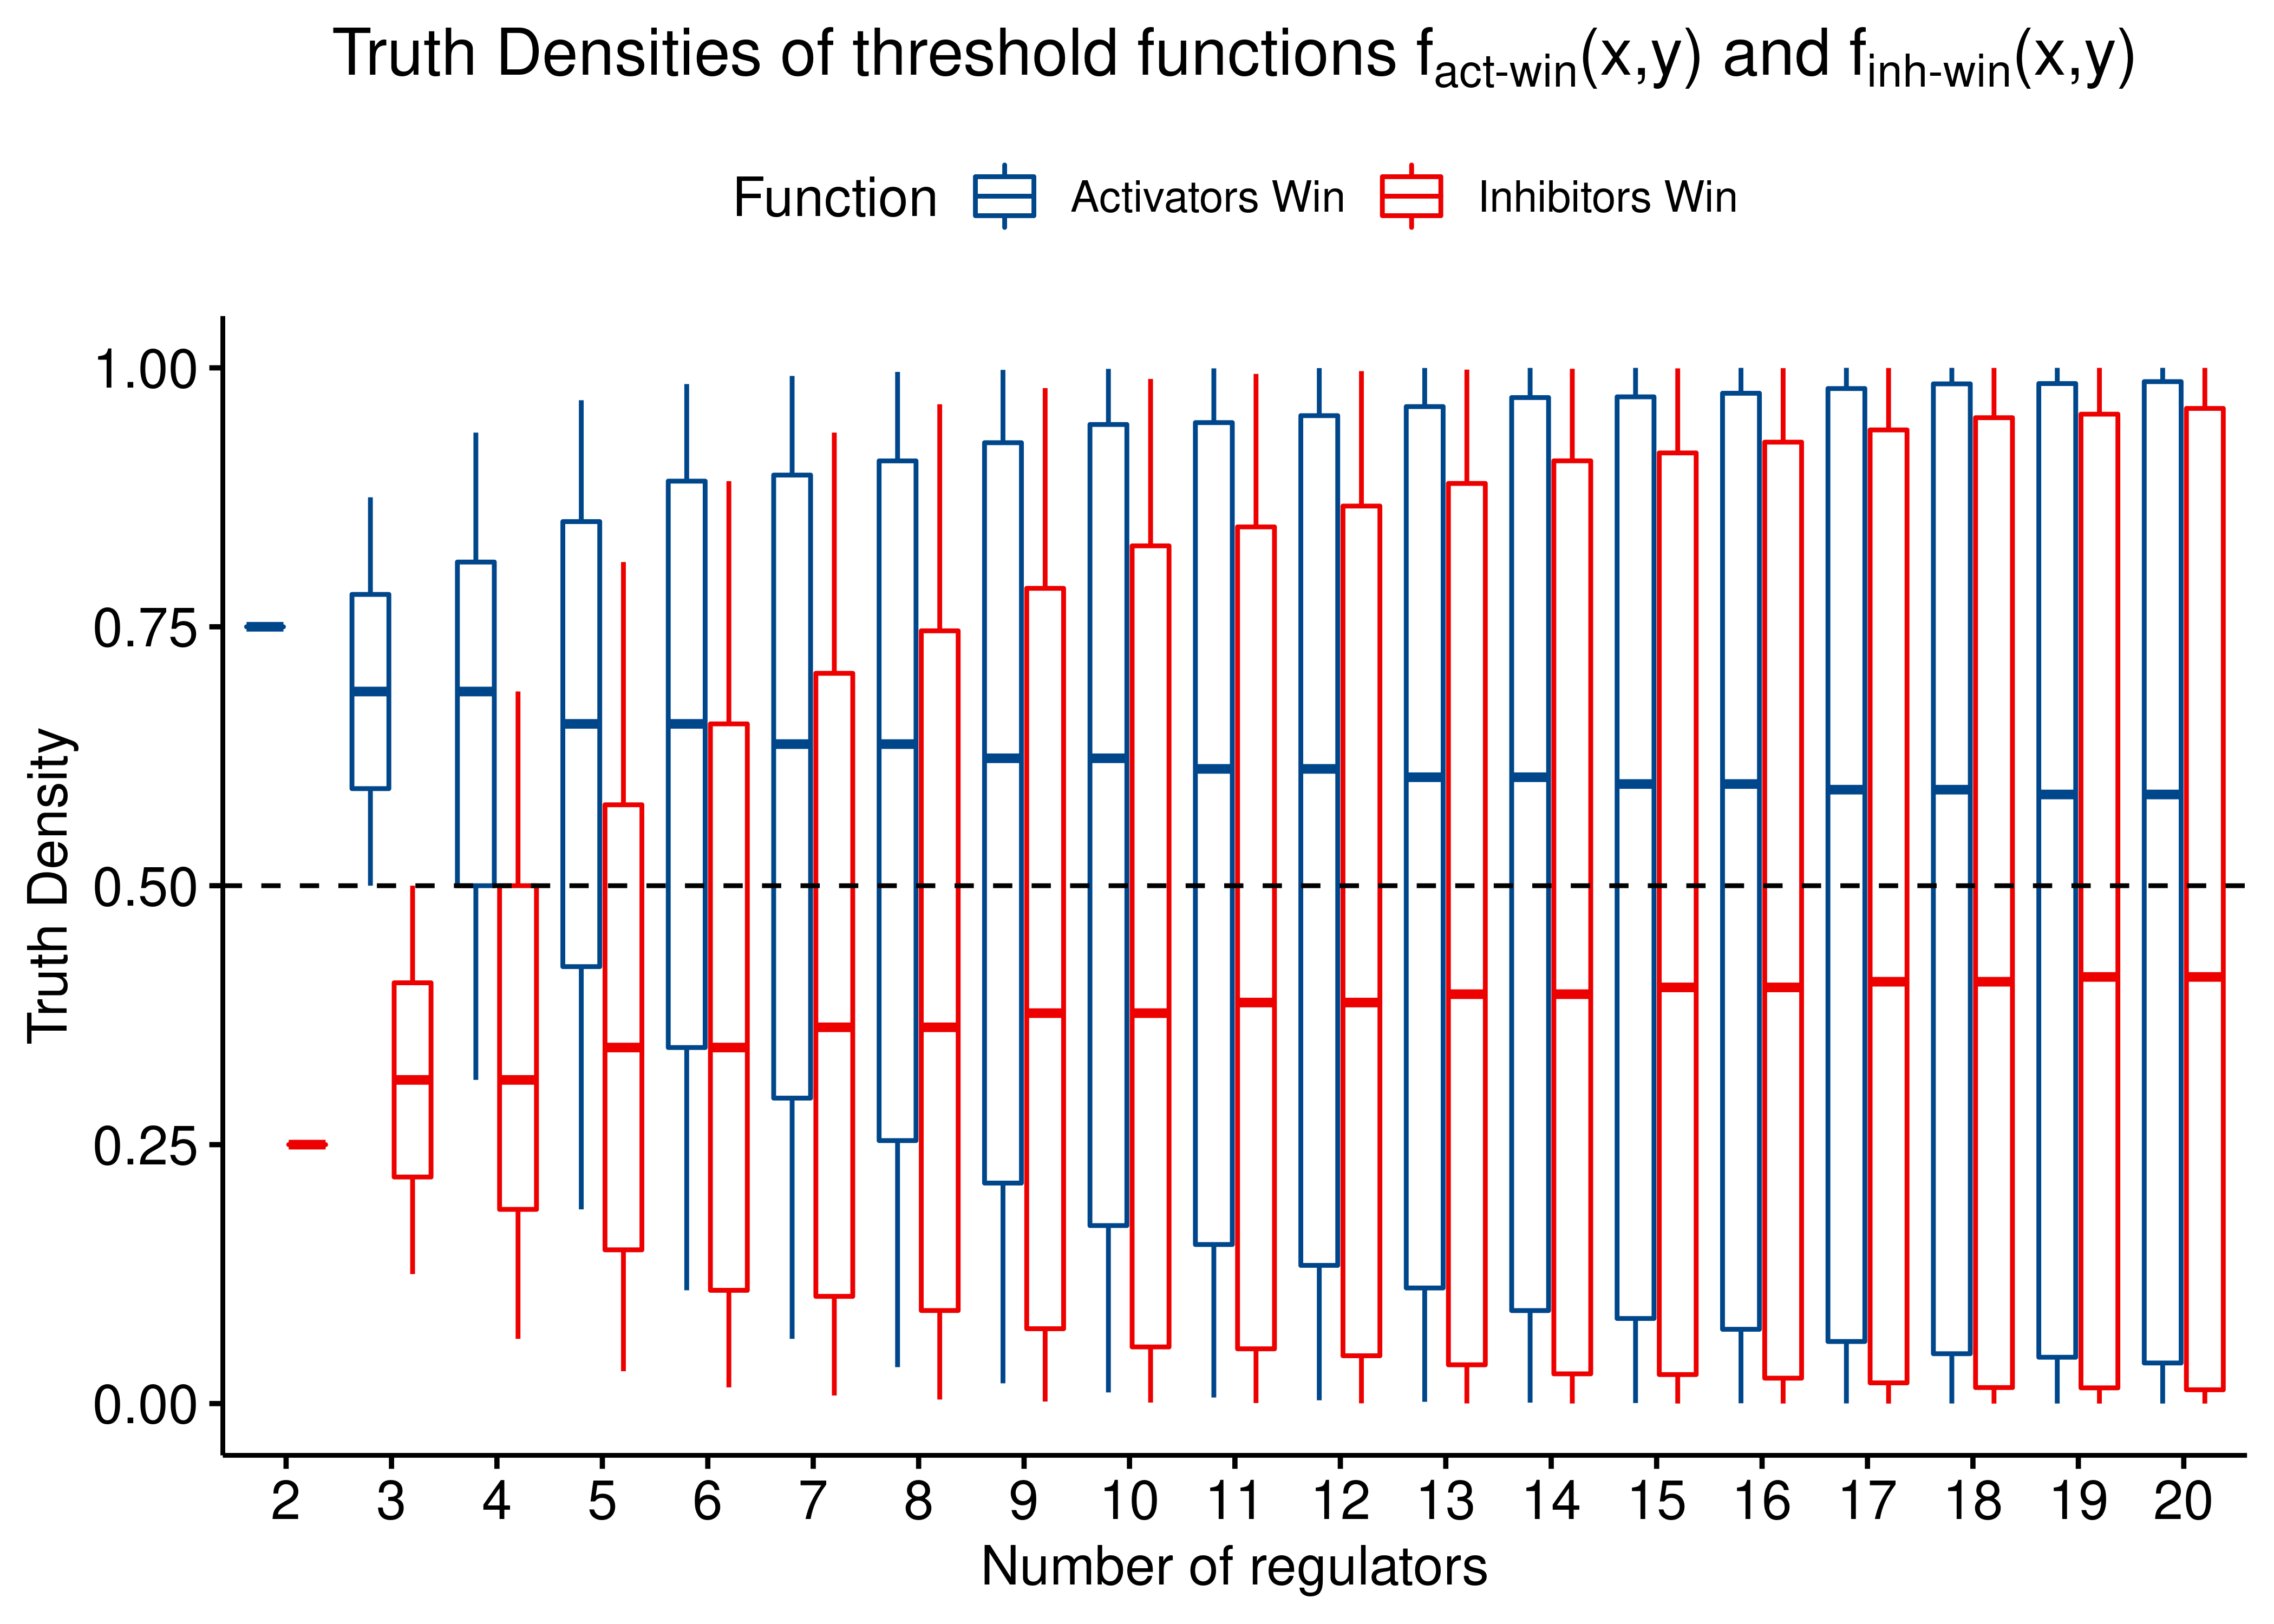 Truth Densities of threshold functions f_act-win(x,y) and f_inh-win(x,y)
Function Activators Win Inhibitors Win
1.00
0.75
0.50
0.25
0.00
Truth Density
2 3 4 5 6 7 8 9 10 11 12 13 14 15 16 17 18 19 20
Number of regulators